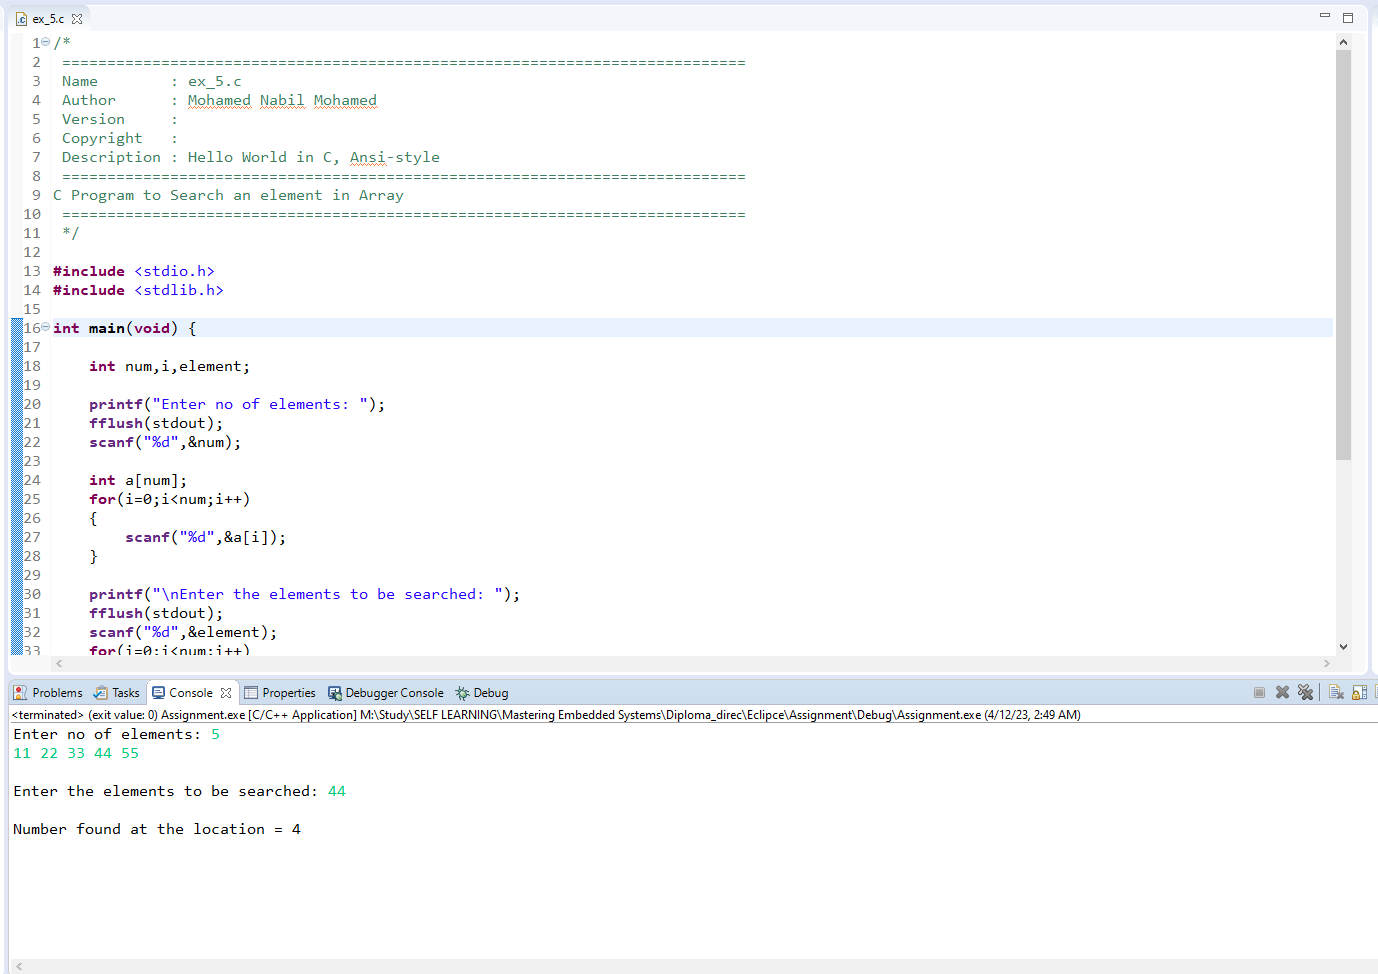 ex_5.c
1 /*
2  ============================================================================
3  Name        : ex_5.c
4  Author      : Mohamed Nabil Mohamed
5  Version     :
6  Copyright   :
7  Description : Hello World in C, Ansi-style
8  ============================================================================
9 C Program to Search an element in Array
10  ============================================================================
11  */
12
13 #include <stdio.h>
14 #include <stdlib.h>
15
16 int main(void) {
17
18     int num,i,element;
19
20     printf("Enter no of elements: ");
21     fflush(stdout);
22     scanf("%d",&num);
23
24     int a[num];
25     for(i=0;i<num;i++)
26     {
27         scanf("%d",&a[i]);
28     }
29
30     printf("\nEnter the elements to be searched: ");
31     fflush(stdout);
32     scanf("%d",&element);
33     for(i=0;i<num;i++)
Problems Tasks Console Properties Debugger Console Debug
<terminated> (exit value: 0) Assignment.exe [C/C++ Application] M:\Study\SELF LEARNING\Mastering Embedded Systems\Diploma_direc\Eclipce\Assignment\Debug\Assignment.exe (4/12/23, 2:49 AM)
Enter no of elements: 5
11 22 33 44 55
Enter the elements to be searched: 44
Number found at the location = 4